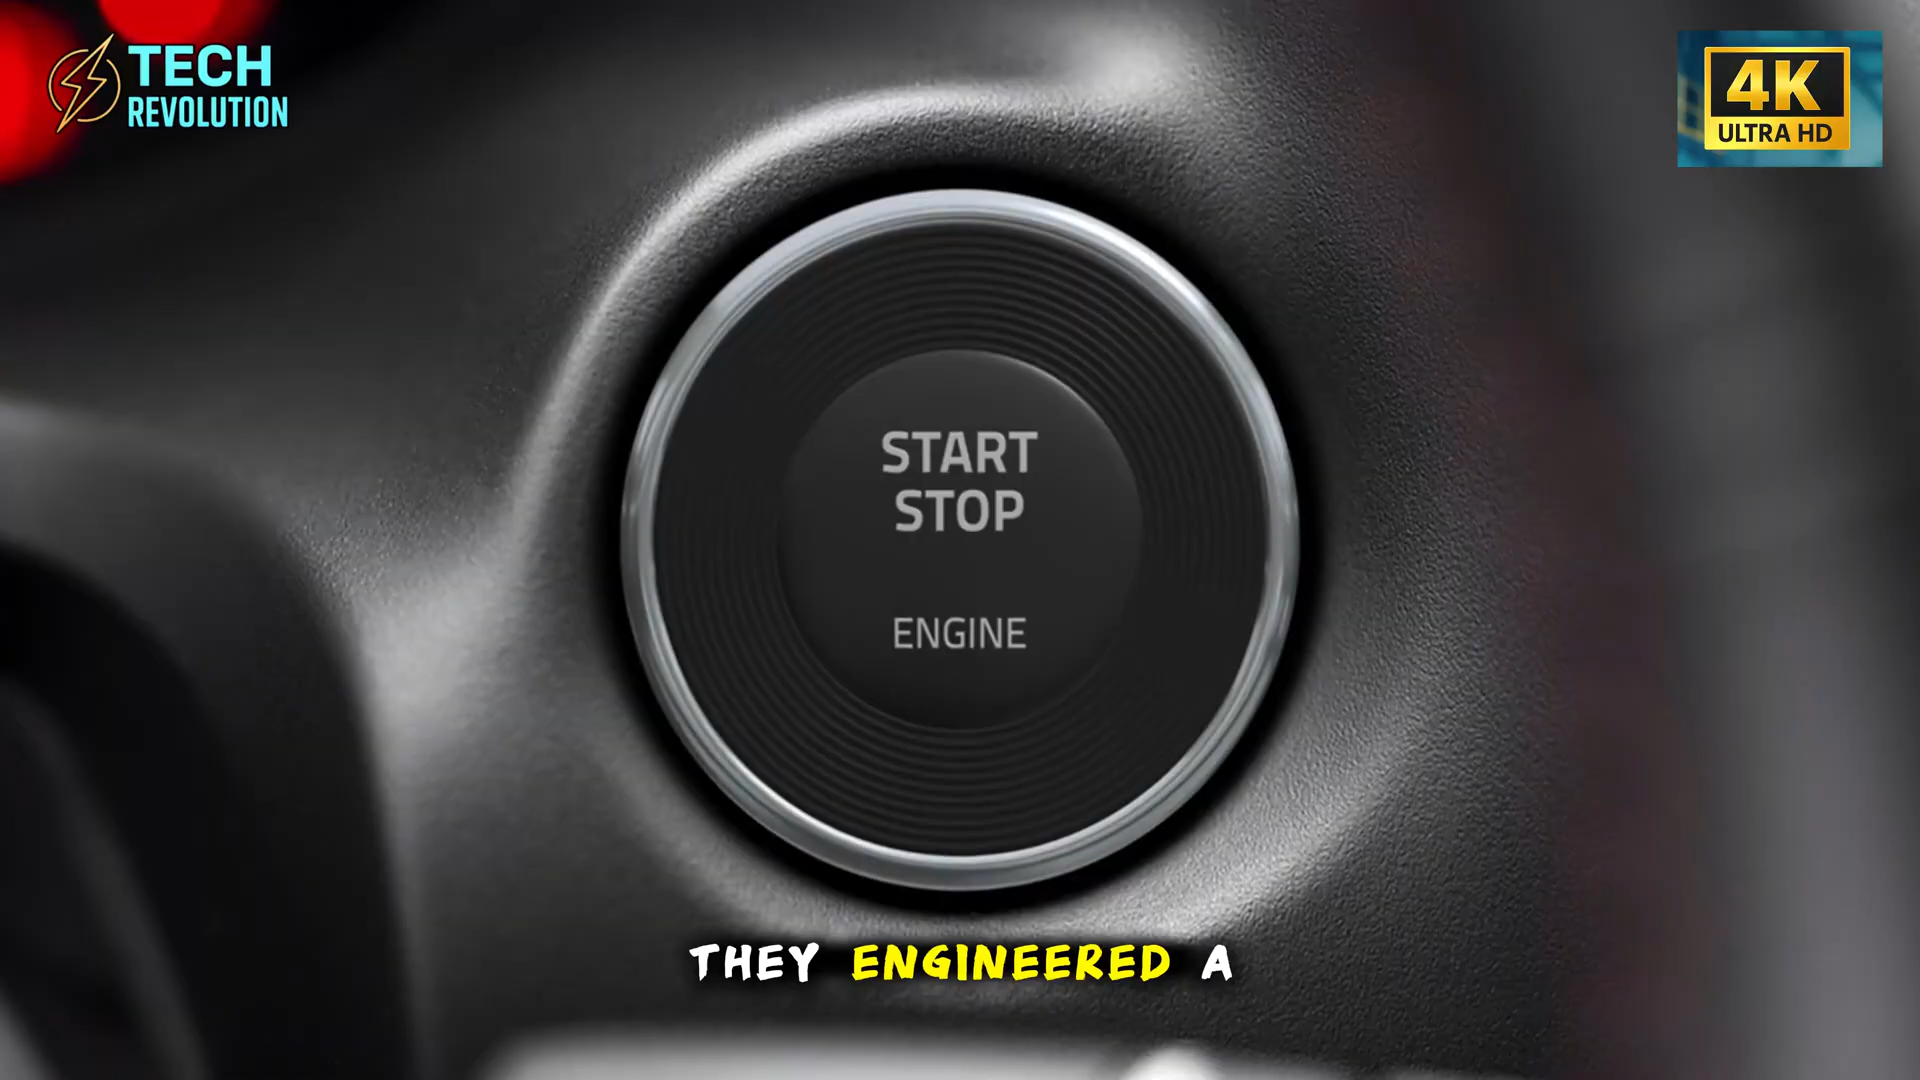 TECH
REVOLUTION
4K
ULTRA HD
START
STOP
ENGINE
THEY ENGINEERED A